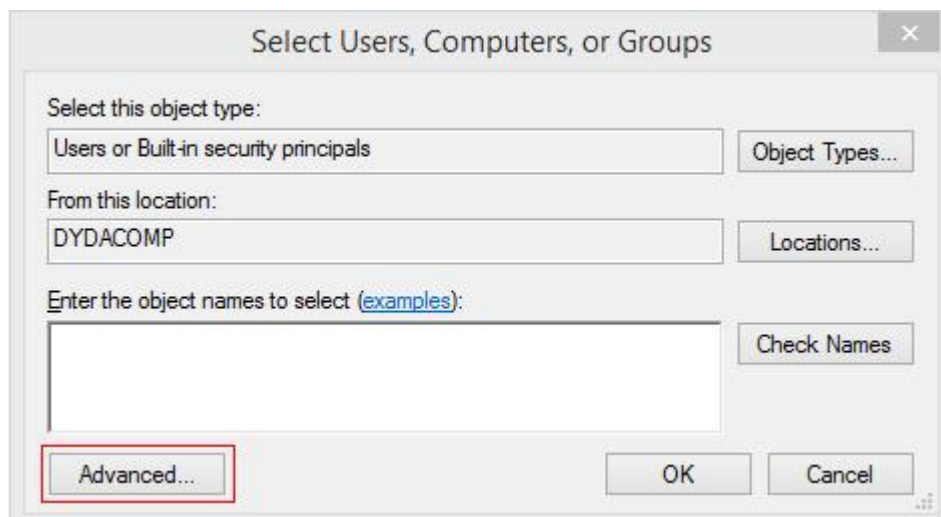 Select Users, Computers, or Groups
Select this object type:
Users or Built-in security principals
Object Types...
From this location:
DYDACOMP
Locations...
Enter the object names to select (examples):
Check Names
Advanced...
OK
Cancel